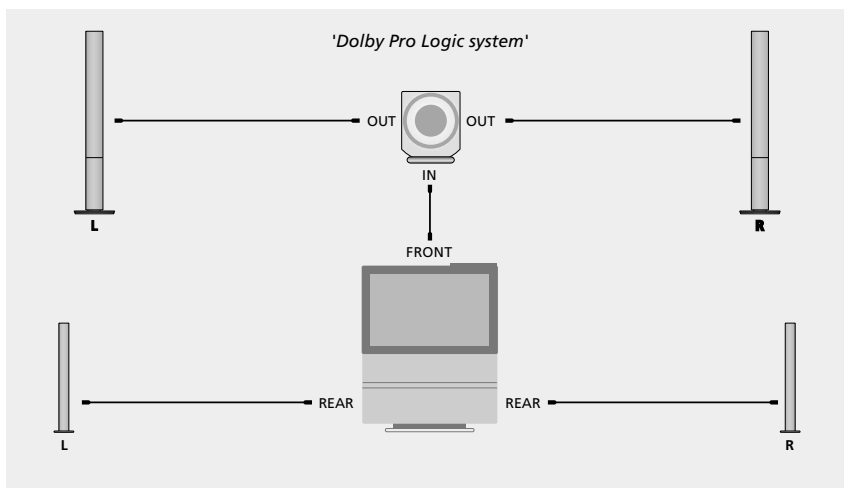 'Dolby Pro Logic system'
OUT OUT
IN
L R
FRONT
REAR REAR
L R